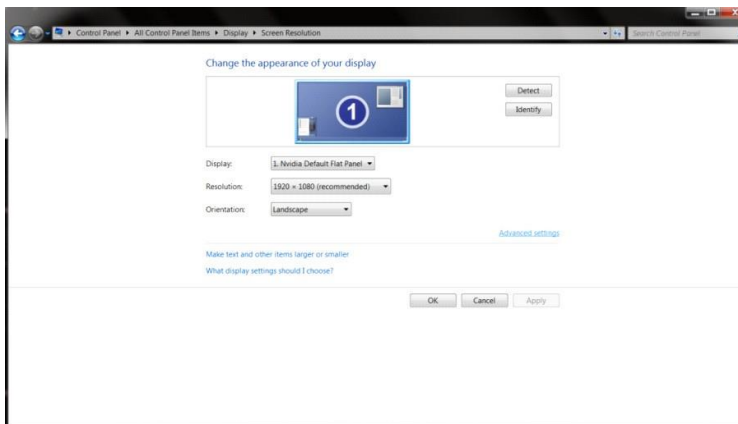 Control Panel ▸ All Control Panel Items ▸ Display ▸ Screen Resolution
Search Control Panel
Change the appearance of your display
1
Detect
Identify
Display: 1. Nvidia Default Flat Panel
Resolution: 1920 × 1080 (recommended)
Orientation: Landscape
Advanced settings
Make text and other items larger or smaller
What display settings should I choose?
OK Cancel Apply